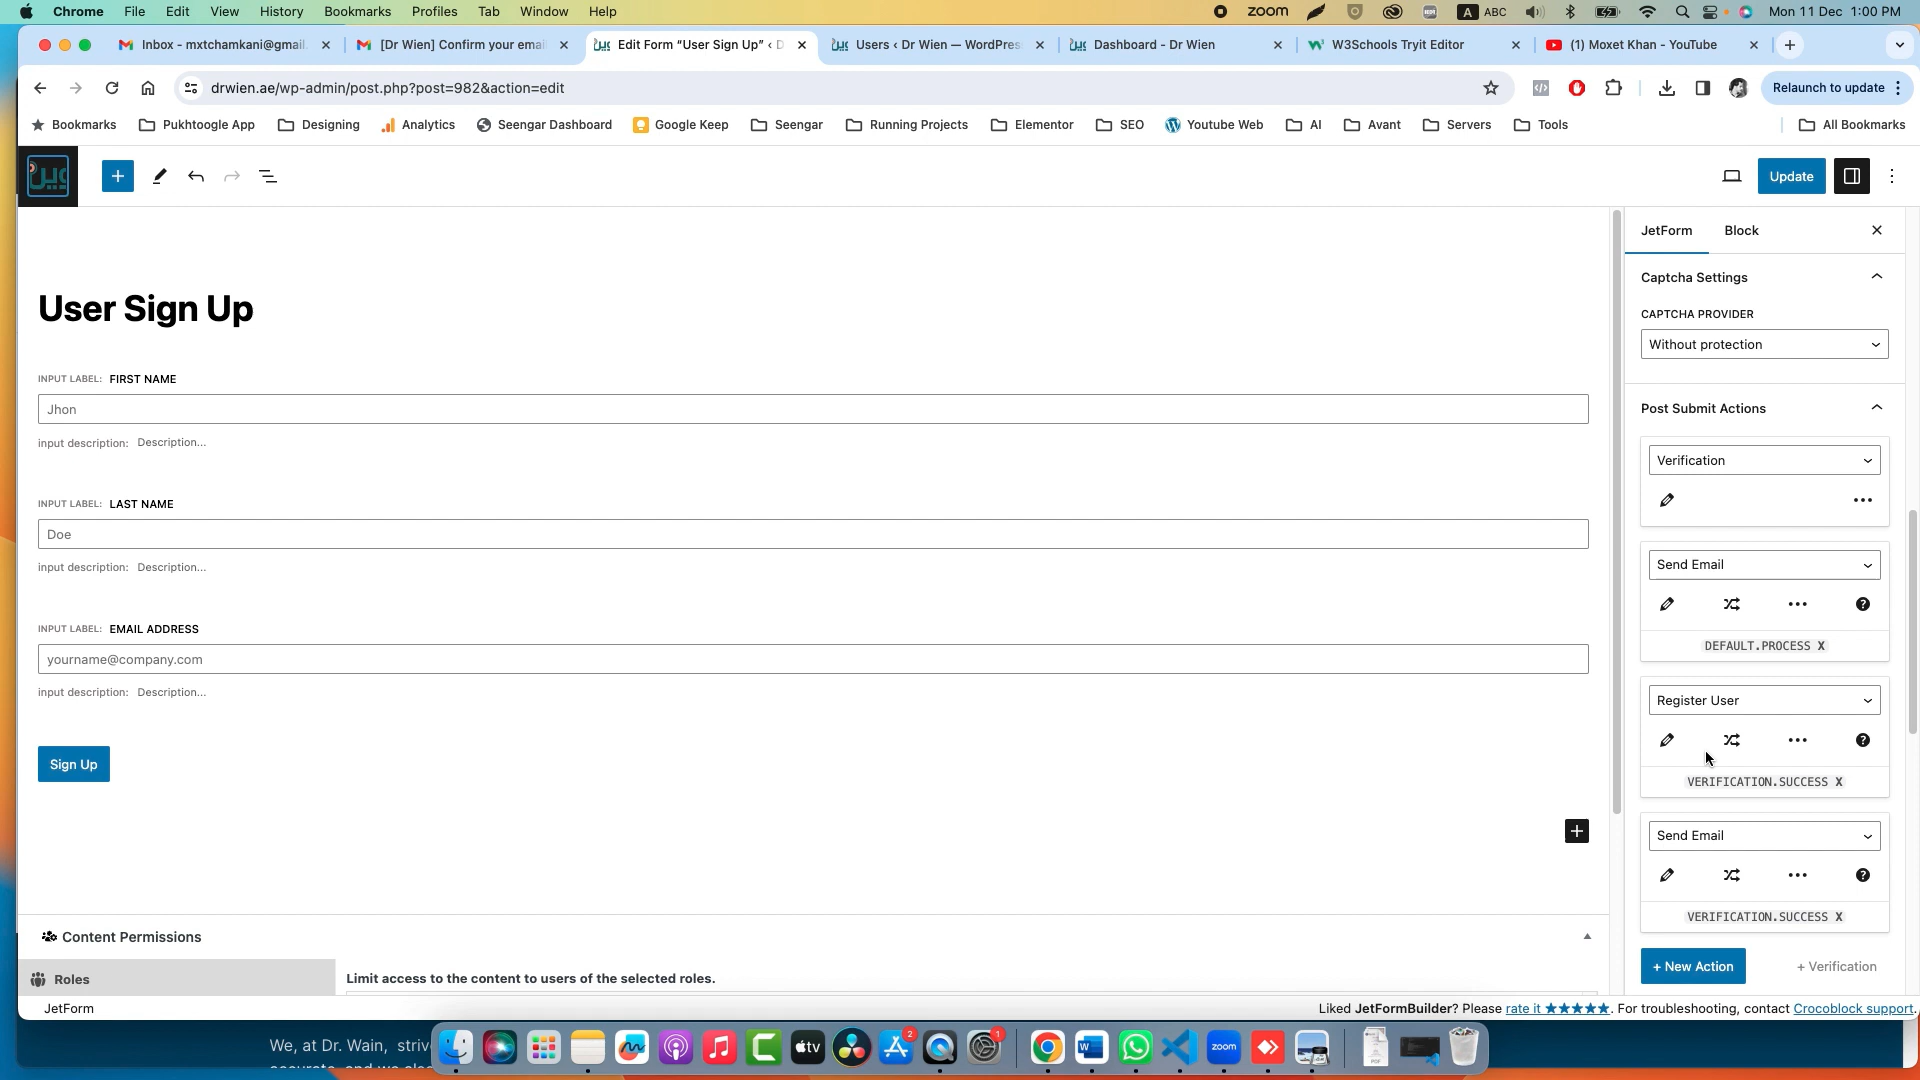 Chrome File Edit View History Bookmarks Profiles Tab Window Help zoom A ABC Mon 11 Dec 1:00 PM
Inbox - mxtchamkani@gmail.
[Dr Wien] Confirm your emai
Edit Form “User Sign Up” ‹ D
Users ‹ Dr Wien — WordPres
Dashboard - Dr Wien
W3Schools Tryit Editor
(1) Moxet Khan - YouTube
drwien.ae/wp-admin/post.php?post=982&action=edit
Relaunch to update
Bookmarks Pukhtoogle App Designing Analytics Seengar Dashboard Google Keep Seengar Running Projects Elementor SEO Youtube Web AI Avant Servers Tools All Bookmarks
Update
JetForm Block
Captcha Settings
CAPTCHA PROVIDER
Without protection
Post Submit Actions
Verification
Send Email
DEFAULT.PROCESS X
Register User
VERIFICATION.SUCCESS X
Send Email
VERIFICATION.SUCCESS X
+ New Action + Verification
User Sign Up
INPUT LABEL: FIRST NAME
Jhon
input description: Description...
INPUT LABEL: LAST NAME
Doe
input description: Description...
INPUT LABEL: EMAIL ADDRESS
yourname@company.com
input description: Description...
Sign Up
Content Permissions
Roles
Limit access to the content to users of the selected roles.
JetForm
Liked JetFormBuilder? Please rate it ★★★★★. For troubleshooting, contact Crocoblock support.
We, at Dr. Wain, strive
tv
2
1
W
zoom